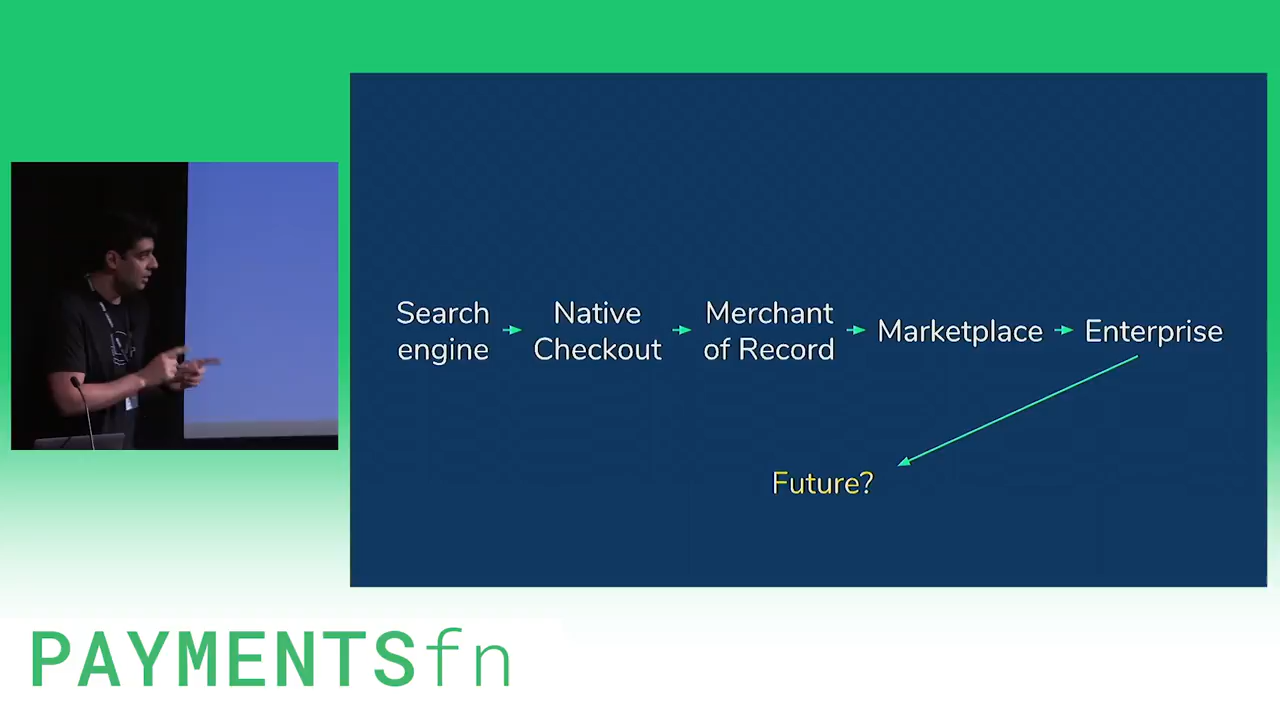 Search
engine
Native
Checkout
Merchant
of Record
Marketplace
Enterprise
Future?
PAYMENTSfn